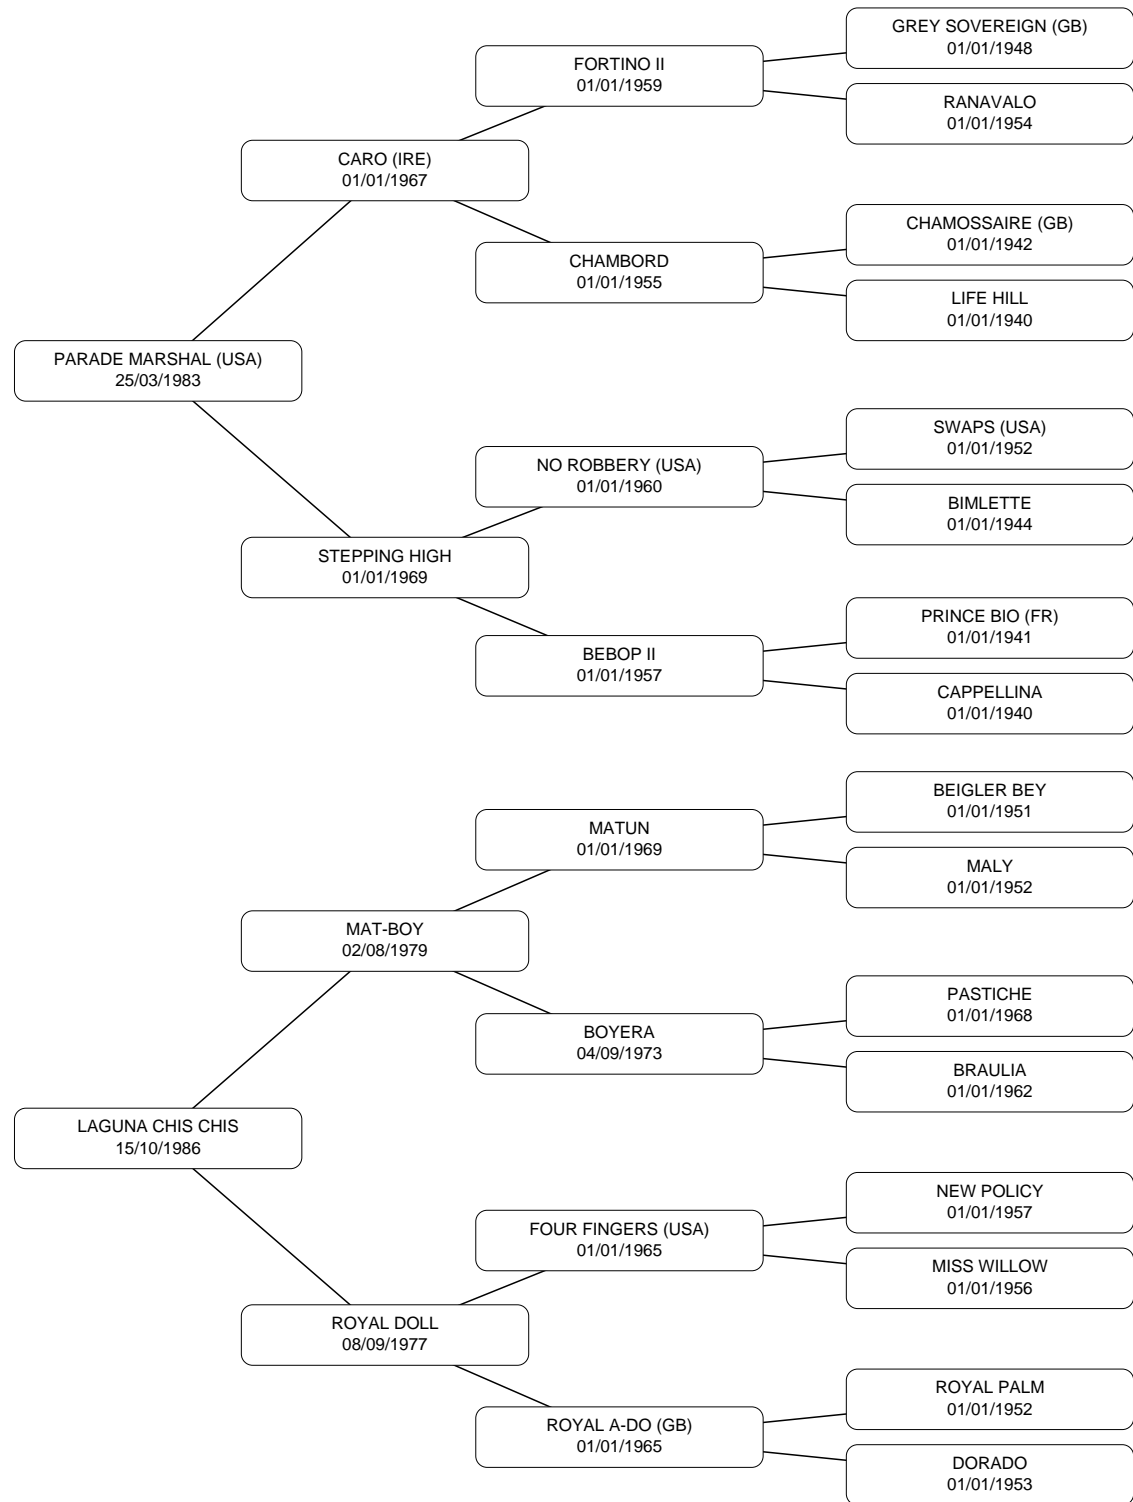 GREY SOVEREIGN (GB)
01/01/1948
FORTINO II
01/01/1959
RANAVALO
01/01/1954
CARO (IRE)
01/01/1967
CHAMOSSAIRE (GB)
01/01/1942
CHAMBORD
01/01/1955
LIFE HILL
01/01/1940
PARADE MARSHAL (USA)
25/03/1983
SWAPS (USA)
01/01/1952
NO ROBBERY (USA)
01/01/1960
BIMLETTE
01/01/1944
STEPPING HIGH
01/01/1969
PRINCE BIO (FR)
01/01/1941
BEBOP II
01/01/1957
CAPPELLINA
01/01/1940
BEIGLER BEY
01/01/1951
MATUN
01/01/1969
MALY
01/01/1952
MAT-BOY
02/08/1979
PASTICHE
01/01/1968
BOYERA
04/09/1973
BRAULIA
01/01/1962
LAGUNA CHIS CHIS
15/10/1986
NEW POLICY
01/01/1957
FOUR FINGERS (USA)
01/01/1965
MISS WILLOW
01/01/1956
ROYAL DOLL
08/09/1977
ROYAL PALM
01/01/1952
ROYAL A-DO (GB)
01/01/1965
DORADO
01/01/1953